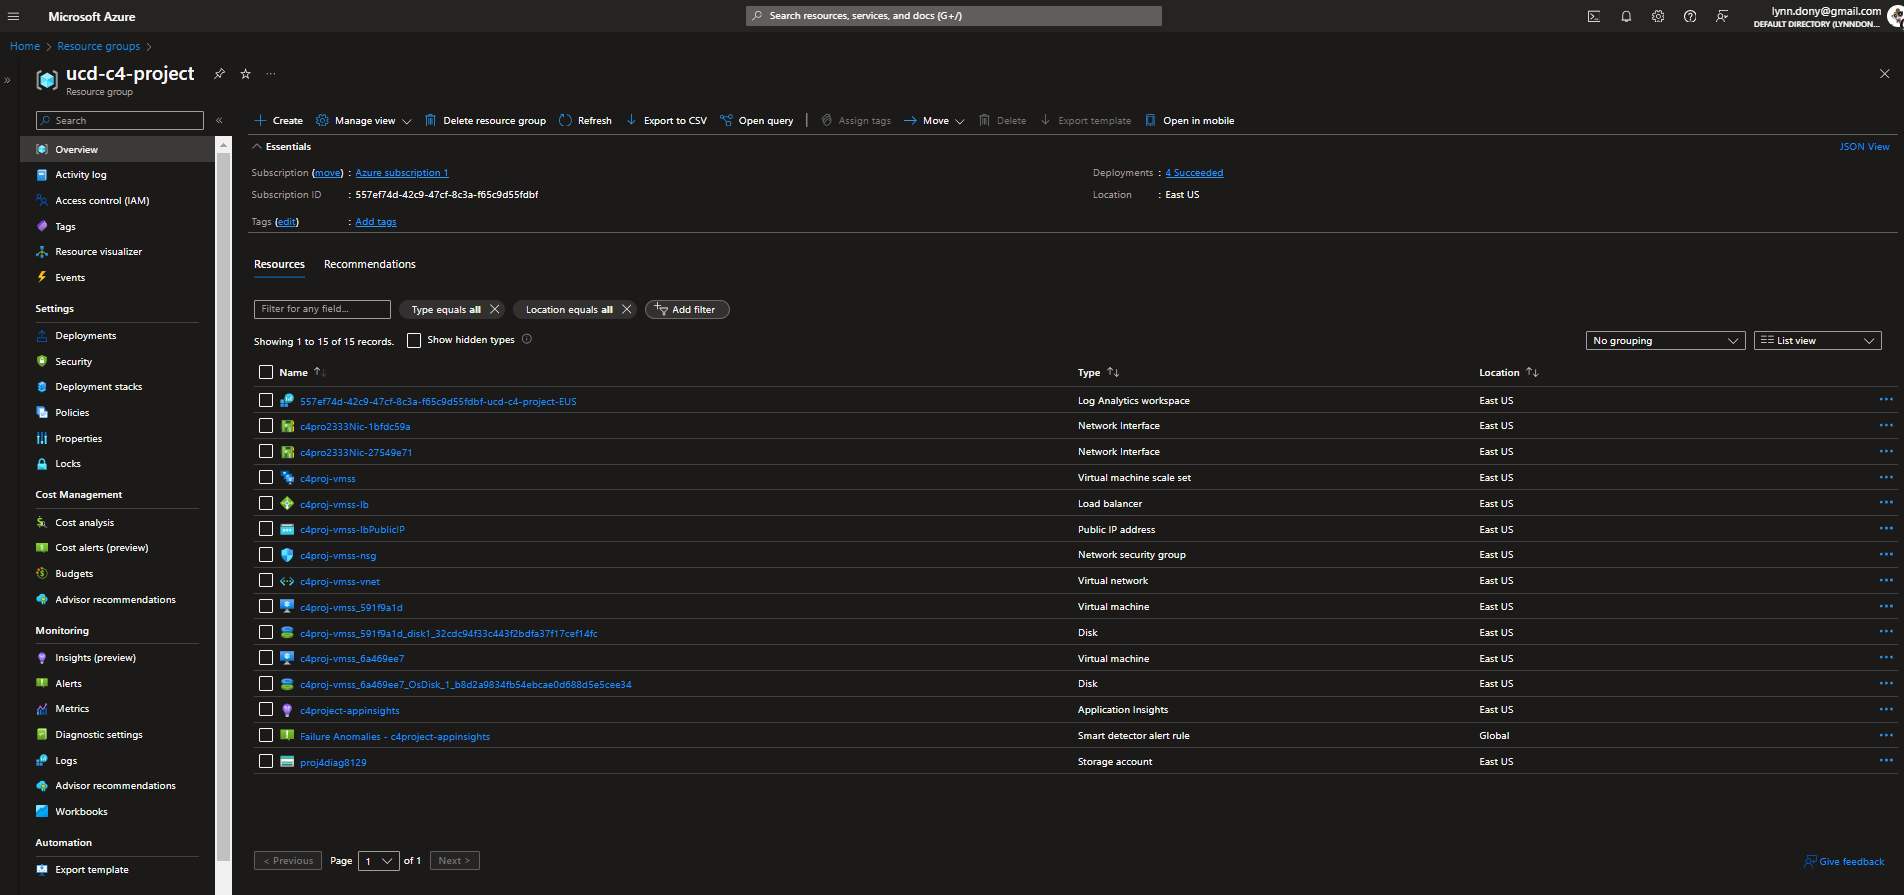 Microsoft Azure
Search resources, services, and docs (G+/)
lynn.dony@gmail.com
DEFAULT DIRECTORY (LYNNDON...
Home > Resource groups >
ucd-c4-project
Resource group
Search
Overview
Activity log
Access control (IAM)
Tags
Resource visualizer
Events
Settings
Deployments
Security
Deployment stacks
Policies
Properties
Locks
Cost Management
Cost analysis
Cost alerts (preview)
Budgets
Advisor recommendations
Monitoring
Insights (preview)
Alerts
Metrics
Diagnostic settings
Logs
Advisor recommendations
Workbooks
Automation
Export template
Create Manage view Delete resource group Refresh Export to CSV Open query Assign tags Move Delete Export template Open in mobile
Essentials JSON View
Subscription (move) : Azure subscription 1 Deployments : 4 Succeeded
Subscription ID : 557ef74d-42c9-47cf-8c3a-f65c9d55fdbf Location : East US
Tags (edit) : Add tags
Resources Recommendations
Filter for any field... Type equals all Location equals all Add filter
Showing 1 to 15 of 15 records. Show hidden types No grouping List view
Name Type Location
557ef74d-42c9-47cf-8c3a-f65c9d55fdbf-ucd-c4-project-EUS Log Analytics workspace East US
c4pro2333Nic-1bfdc59a Network Interface East US
c4pro2333Nic-27549e71 Network Interface East US
c4proj-vmss Virtual machine scale set East US
c4proj-vmss-lb Load balancer East US
c4proj-vmss-lbPublicIP Public IP address East US
c4proj-vmss-nsg Network security group East US
c4proj-vmss-vnet Virtual network East US
c4proj-vmss_591f9a1d Virtual machine East US
c4proj-vmss_591f9a1d_disk1_32cdc94f33c443f2bdfa37f17cef14fc Disk East US
c4proj-vmss_6a469ee7 Virtual machine East US
c4proj-vmss_6a469ee7_OsDisk_1_b8d2a9834fb54ebcae0d688d5e5cee34 Disk East US
c4project-appinsights Application Insights East US
Failure Anomalies - c4project-appinsights Smart detector alert rule Global
proj4diag8129 Storage account East US
< Previous Page 1 of 1 Next >
Give feedback